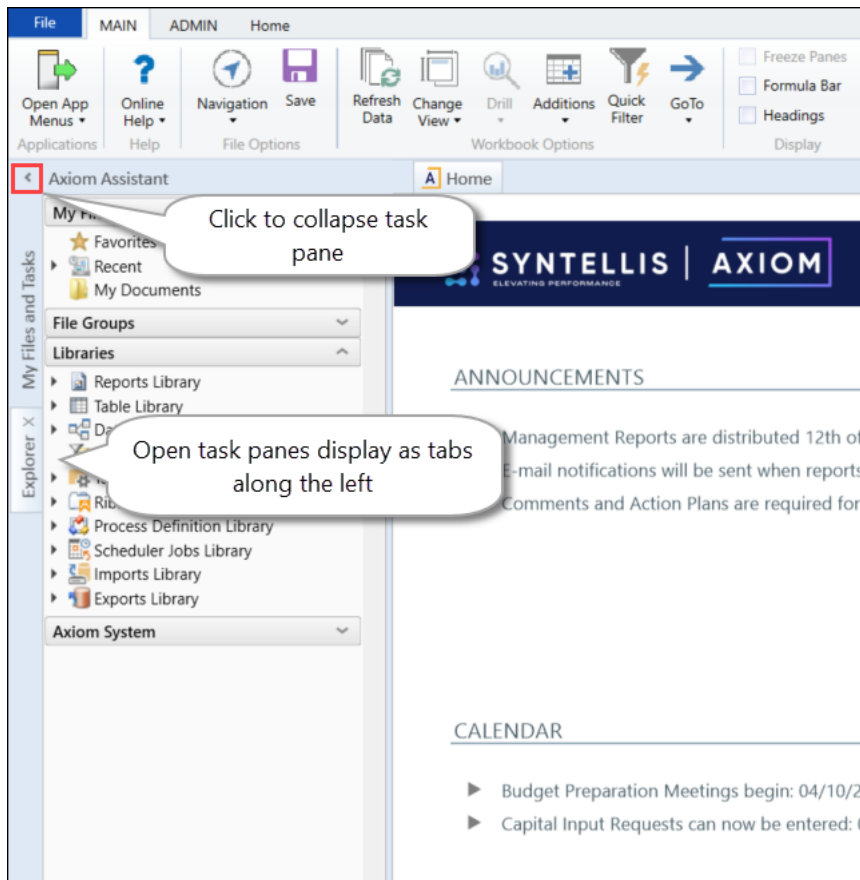 File MAIN ADMIN Home
Open App Menus
Online Help
Navigation
Save
Refresh Data
Change View
Drill
Additions
Quick Filter
GoTo
Freeze Panes
Formula Bar
Headings
Applications Help File Options Workbook Options Display
Axiom Assistant
A Home
My
Click to collapse task
pane
Favorites
Recent
My Documents
My Files and Tasks
SYNTELLIS | AXIOM
ELEVATING PERFORMANCE
File Groups
Libraries
Reports Library
Table Library
Explorer X
Open task panes display as tabs
along the left
Process Definition Library
Scheduler Jobs Library
Imports Library
Exports Library
Axiom System
ANNOUNCEMENTS
Management Reports are distributed 12th of
E-mail notifications will be sent when reports
Comments and Action Plans are required for
CALENDAR
Budget Preparation Meetings begin: 04/10/2
Capital Input Requests can now be entered: